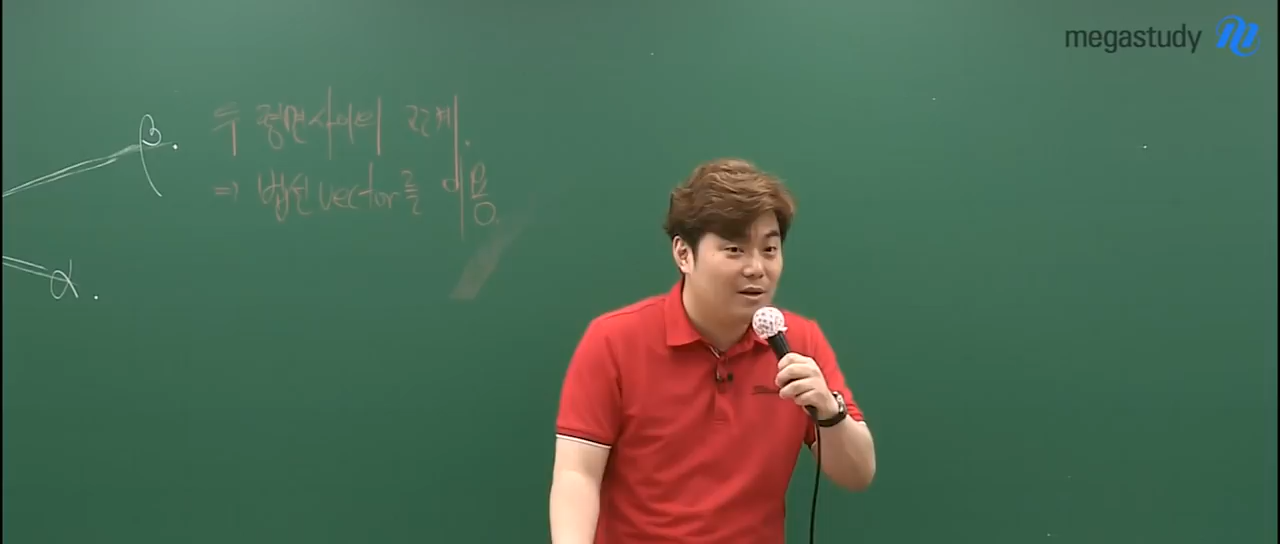 megastudy
β
두 평면사이의 관계.
⇒ 법선vector를 이용.
α